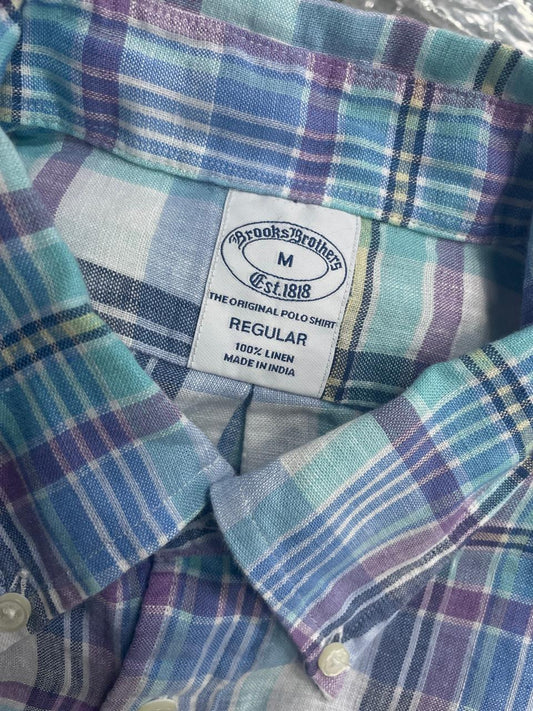 Brooks Brothers
M
Est. 1818
THE ORIGINAL POLO SHIRT
REGULAR
100% LINEN
MADE IN INDIA